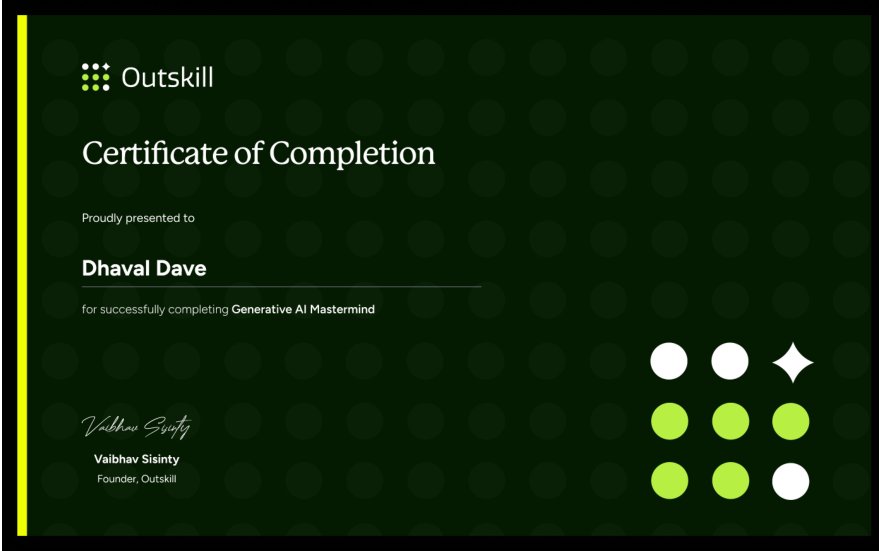 Outskill
Certificate of Completion
Proudly presented to
Dhaval Dave
for successfully completing Generative AI Mastermind
Vaibhav Sisinty
Vaibhav Sisinty
Founder, Outskill